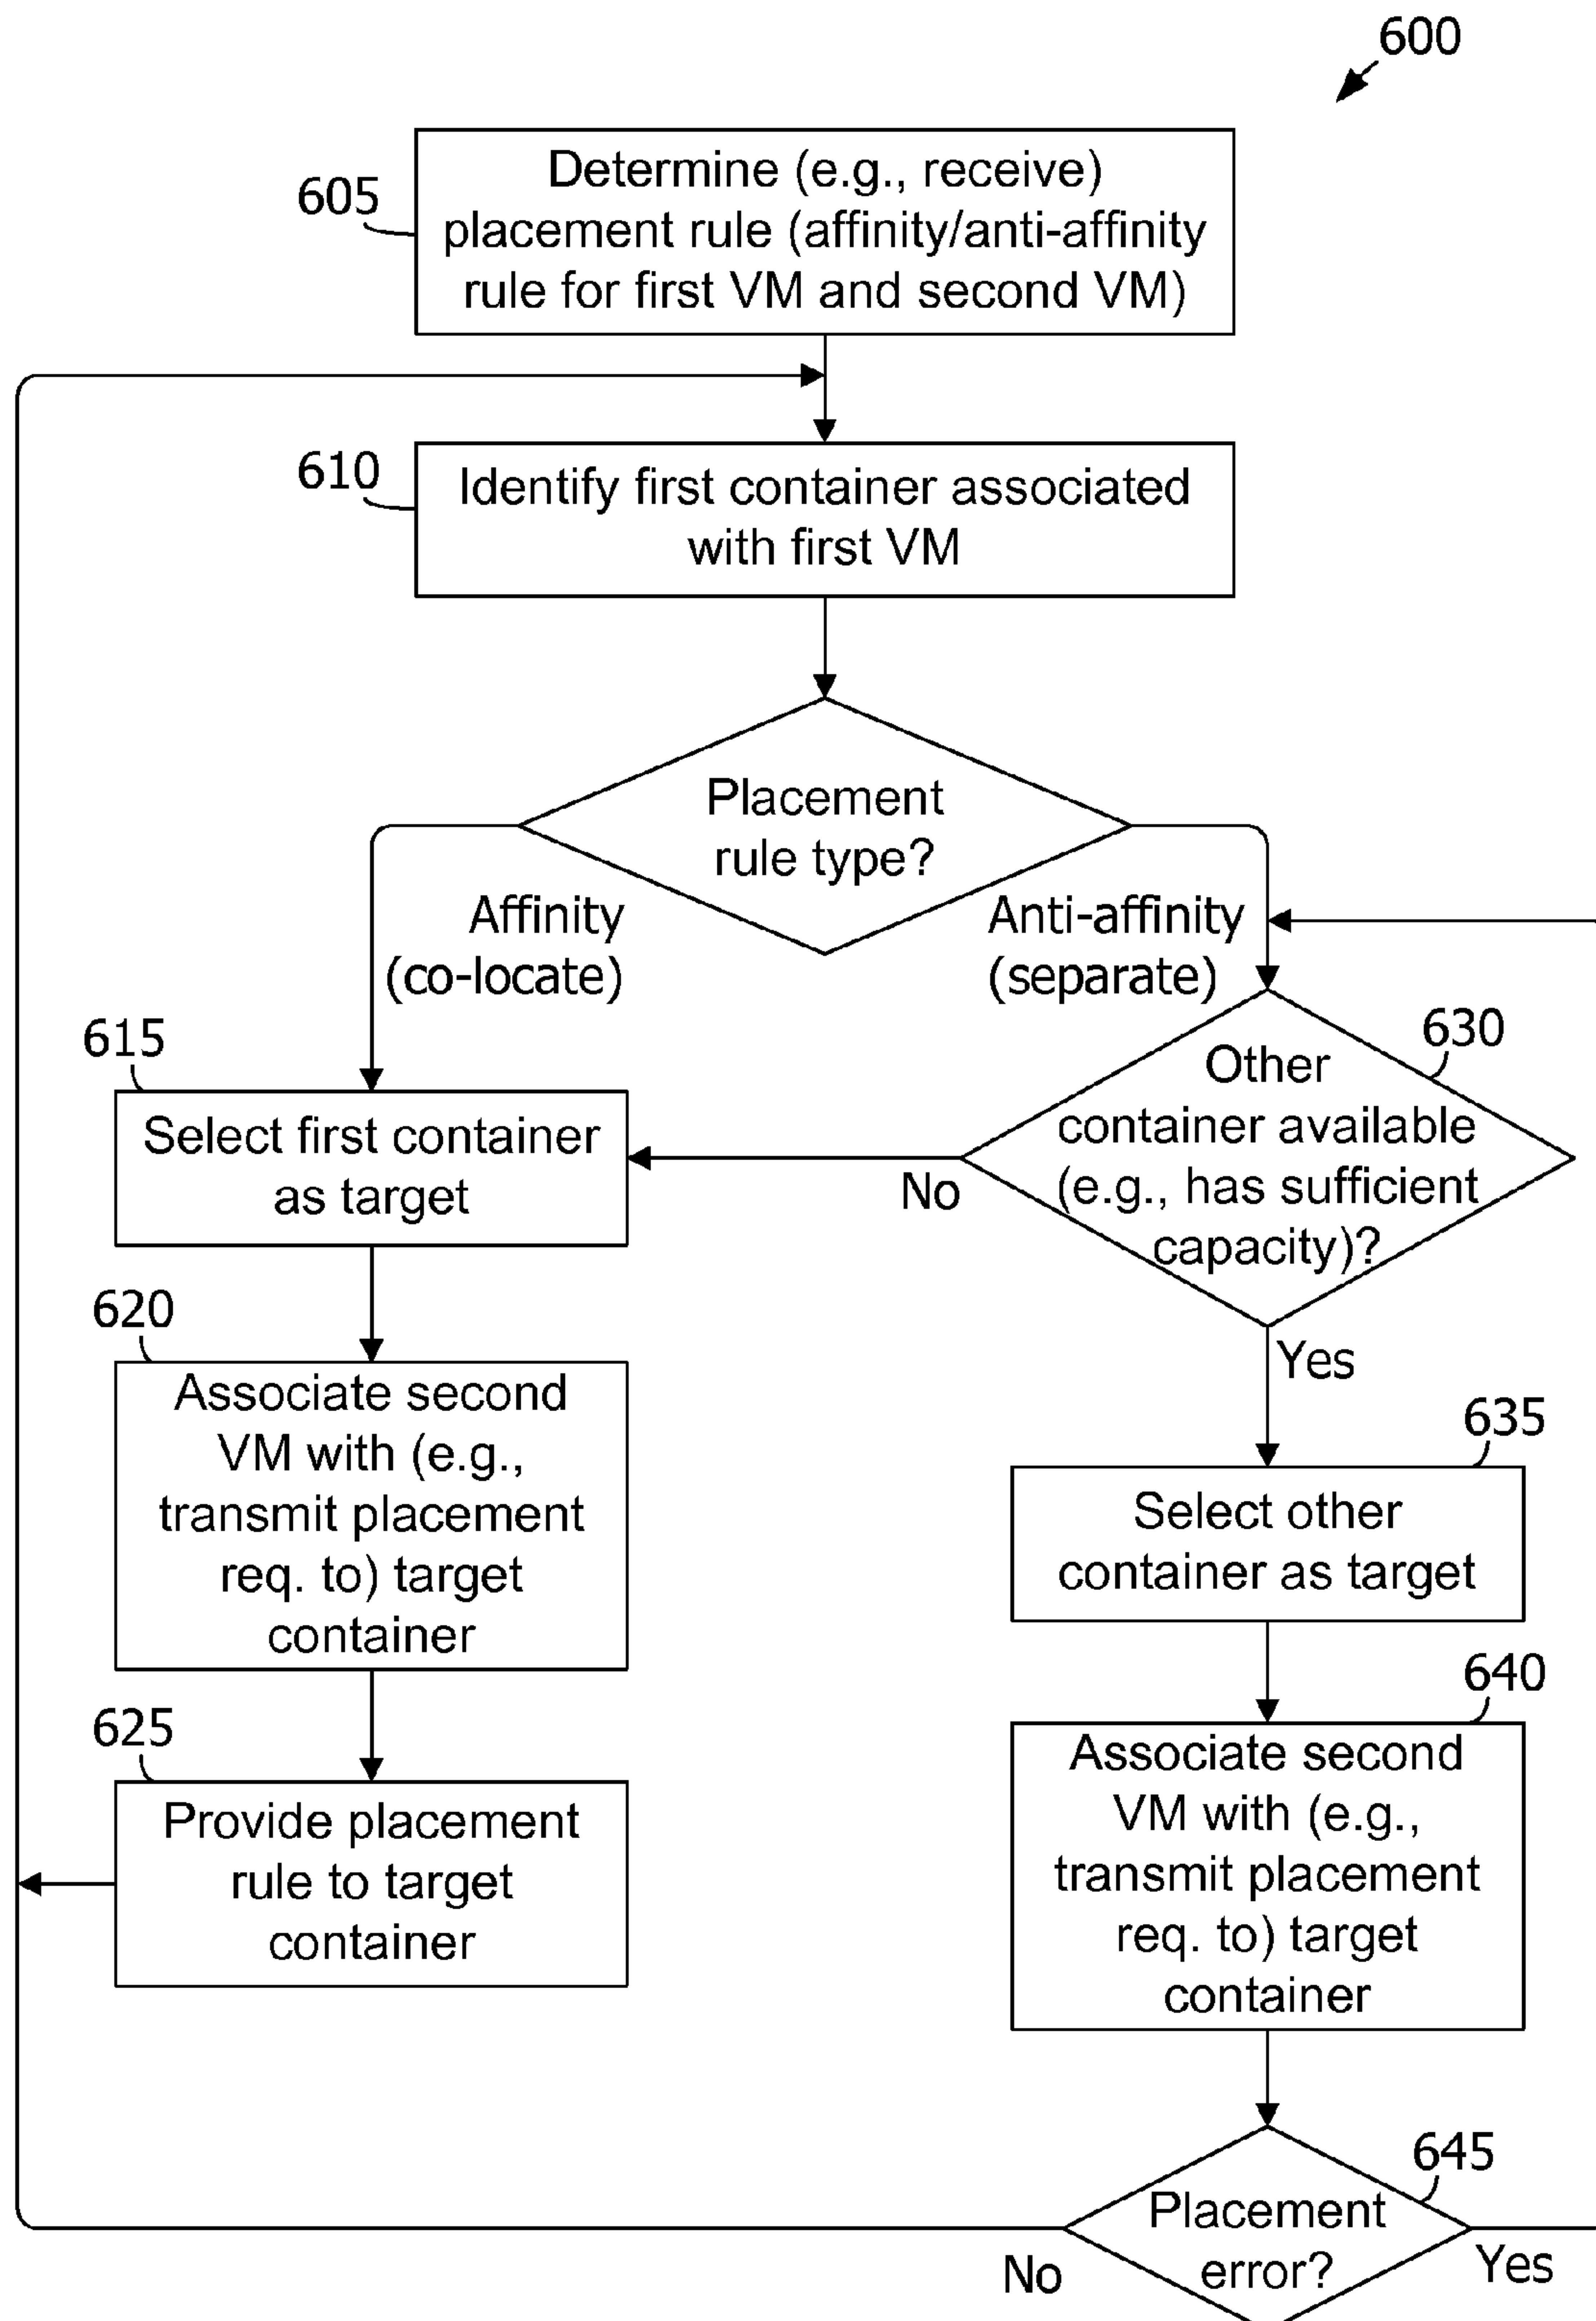 600
605
Determine (e.g., receive)
placement rule (affinity/anti-affinity
rule for first VM and second VM)
610
Identify first container associated
with first VM
Placement
rule type?
Affinity
(co-locate)
Anti-affinity
(separate)
615
Select first container
as target
630
Other
container available
(e.g., has sufficient
capacity)?
No
Yes
620
Associate second
VM with (e.g.,
transmit placement
req. to) target
container
625
Provide placement
rule to target
container
635
Select other
container as target
640
Associate second
VM with (e.g.,
transmit placement
req. to) target
container
645
Placement
error?
No
Yes